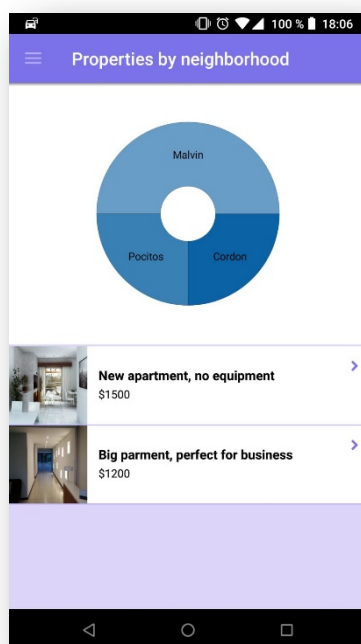 100 % 18:06
Properties by neighborhood
Malvin
Pocitos
Cordon
New apartment, no equipment
$1500
Big parment, perfect for business
$1200